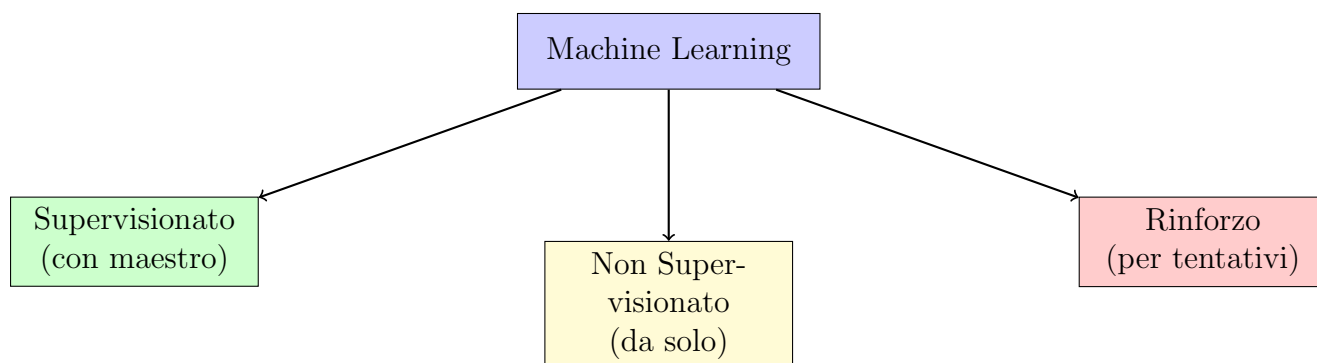 Machine Learning
Supervisionato
(con maestro)
Non Super-
visionato
(da solo)
Rinforzo
(per tentativi)